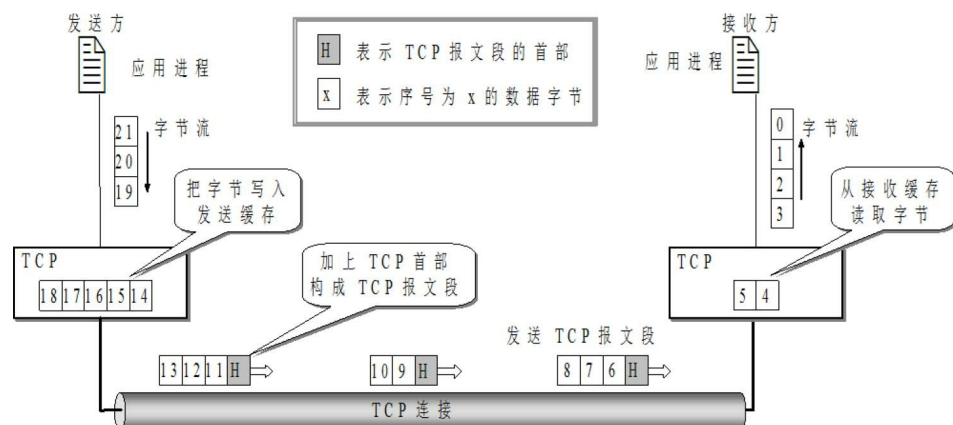 发送方
接收方
H 表示 TCP 报文段的首部
x 表示序号为 x 的数据字节
应用进程
应用进程
21
20
19
字节流
0
1
2
3
字节流
把字节写入
发送缓存
从接收缓存
读取字节
TCP
18 17 16 15 14
加上 TCP 首部
构成 TCP 报文段
TCP
5 4
发送 TCP 报文段
13 12 11 H
10 9 H
8 7 6 H
TCP 连接